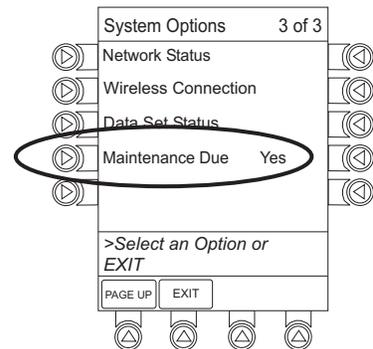 System Options 3 of 3
Network Status
Wireless Connection
Data Set Status
Maintenance Due Yes
>Select an Option or
EXIT
PAGE UP EXIT